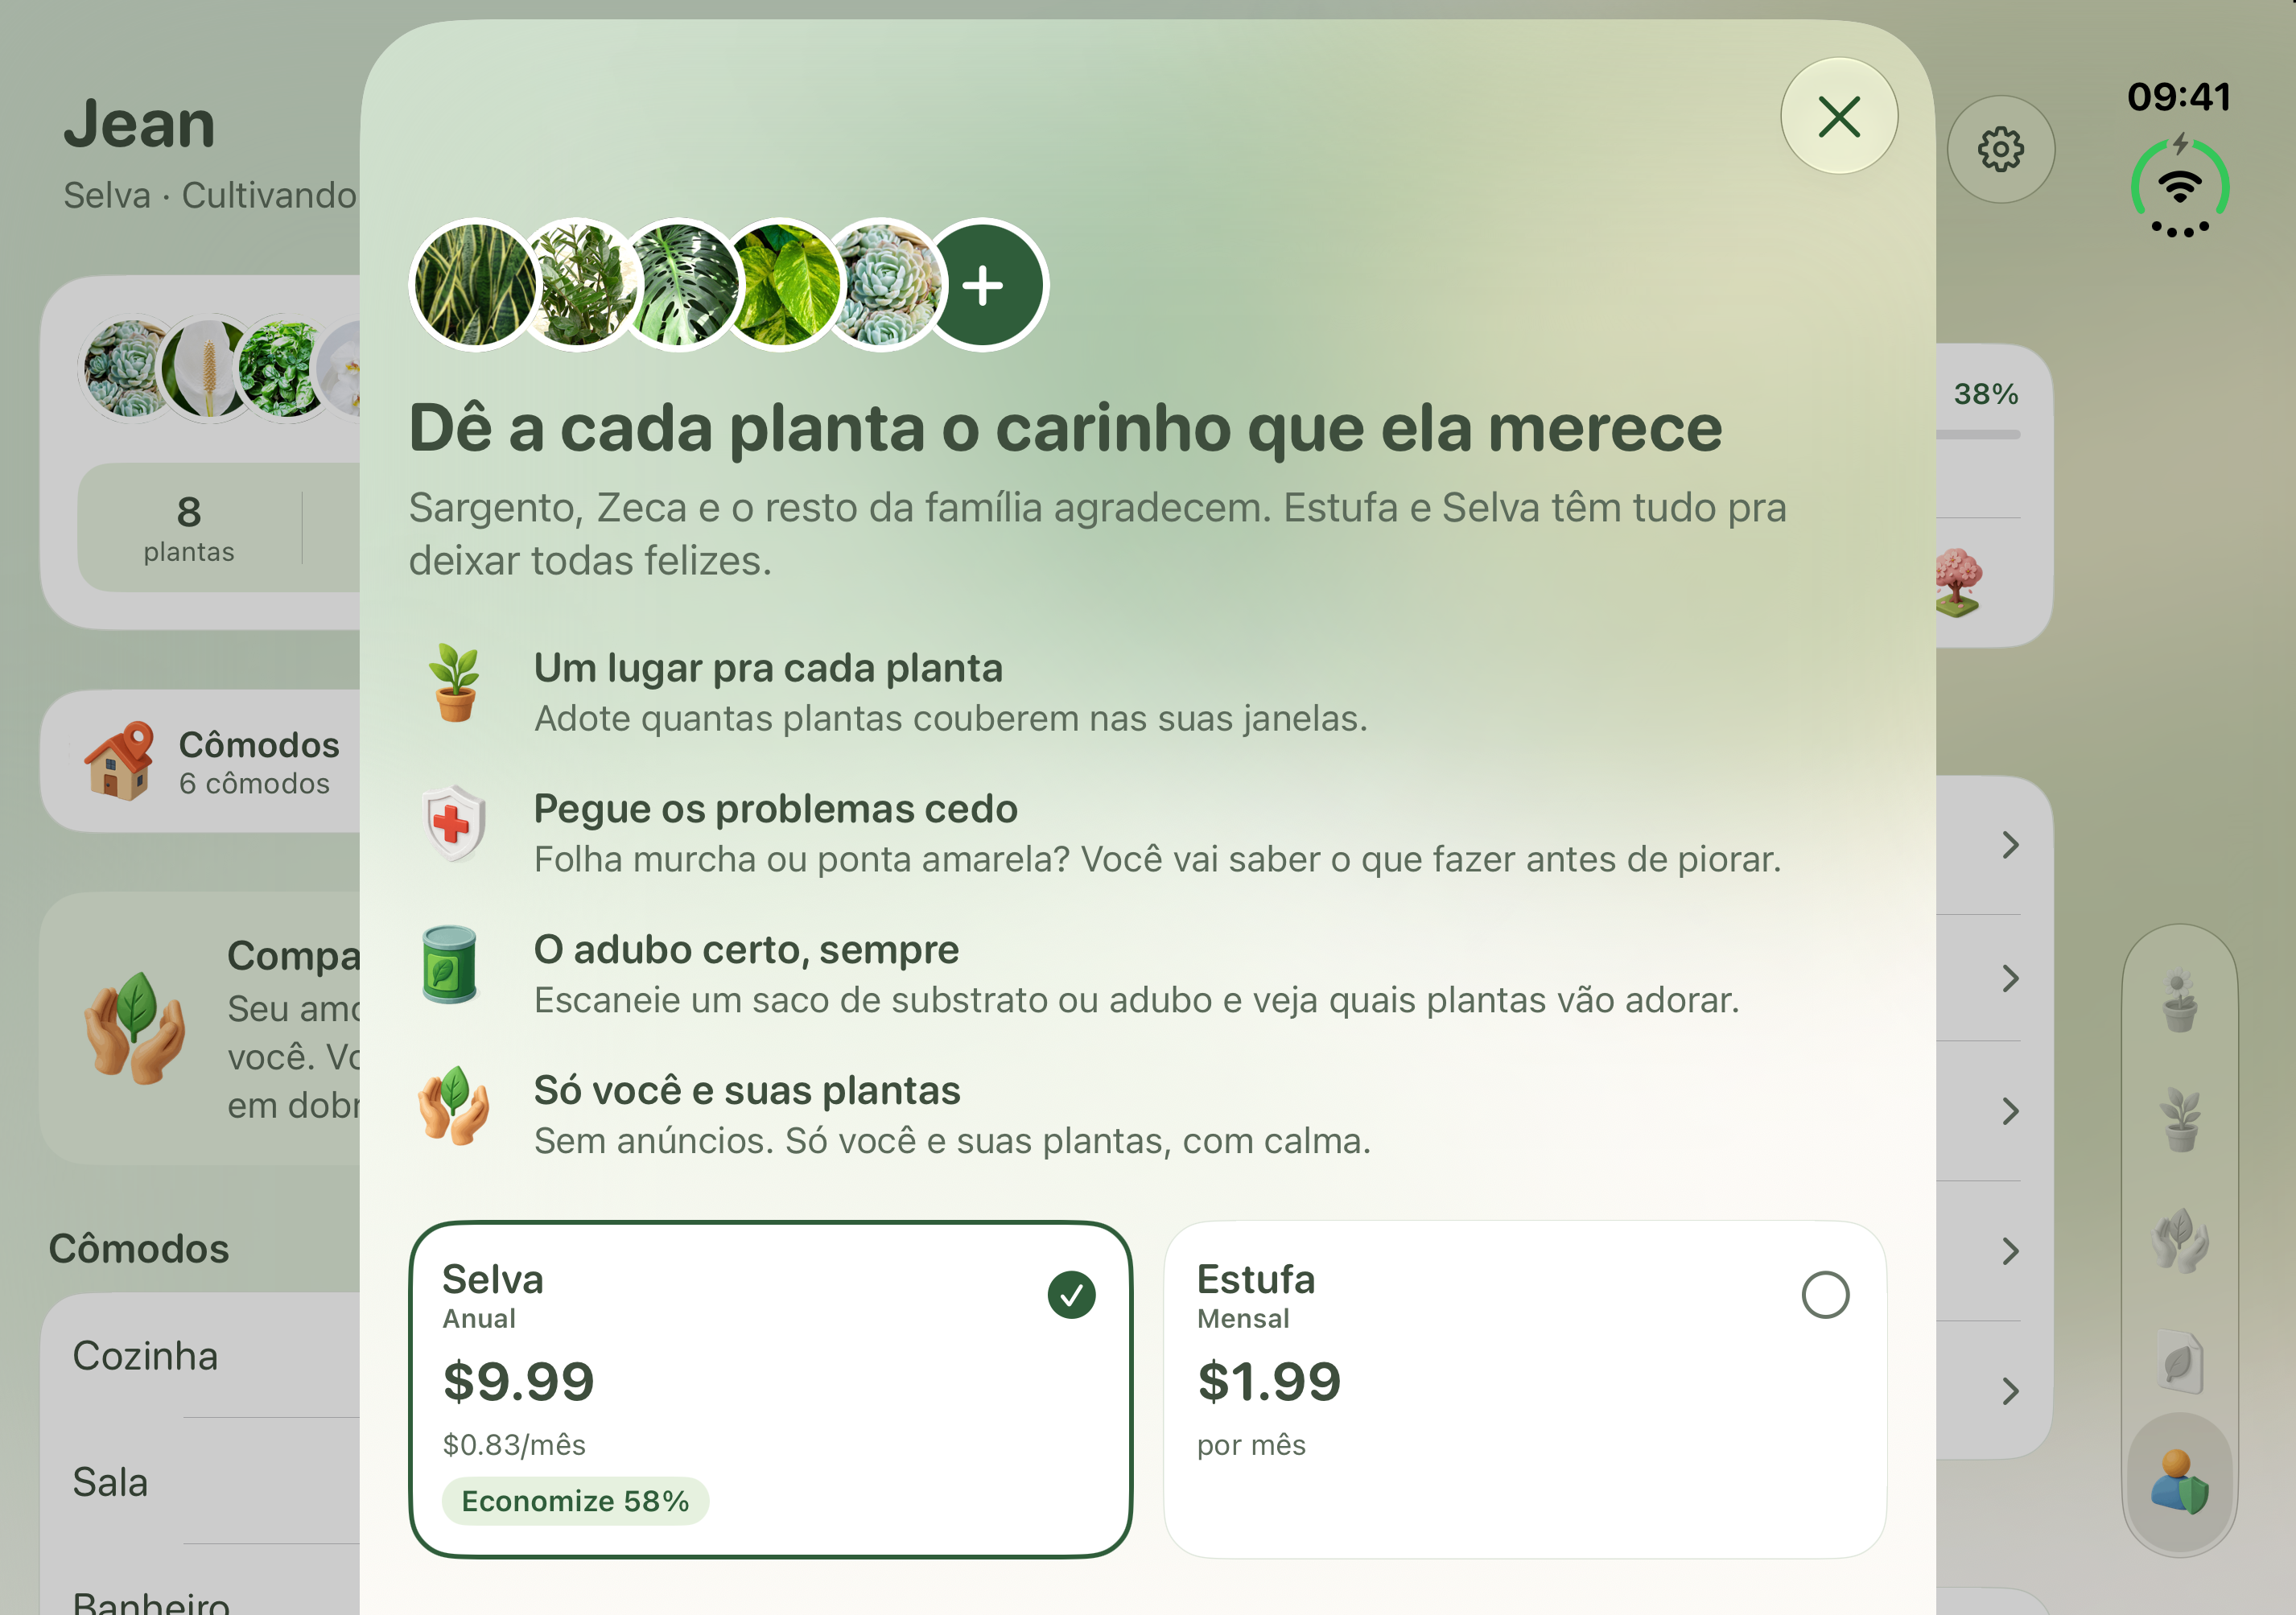 Jean
Selva · Cultivando
09:41
38%
8
plantas
Cômodos
6 cômodos
Compa
Seu amo
você. Vo
em dobr
Cômodos
Cozinha
Sala
Banheiro
Dê a cada planta o carinho que ela merece
Sargento, Zeca e o resto da família agradecem. Estufa e Selva têm tudo pra
deixar todas felizes.
Um lugar pra cada planta
Adote quantas plantas couberem nas suas janelas.
Pegue os problemas cedo
Folha murcha ou ponta amarela? Você vai saber o que fazer antes de piorar.
O adubo certo, sempre
Escaneie um saco de substrato ou adubo e veja quais plantas vão adorar.
Só você e suas plantas
Sem anúncios. Só você e suas plantas, com calma.
Selva
Anual
$9.99
$0.83/mês
Economize 58%
Estufa
Mensal
$1.99
por mês